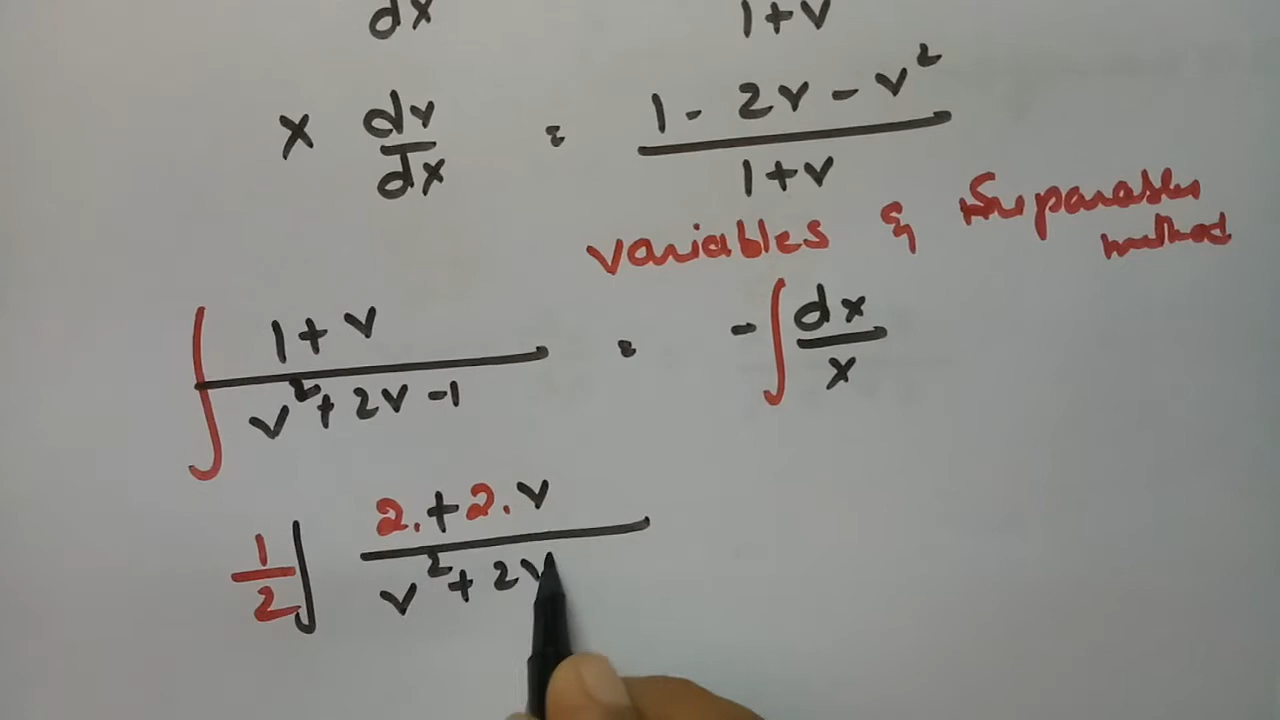 dx 1+v
x dv/dx = (1 - 2v - v²)/(1+v)
variables & Separables method
∫ (1+v)/(v²+2v-1) = -∫ dx/x
1/2 ∫ (2.+2.v)/(v²+2v